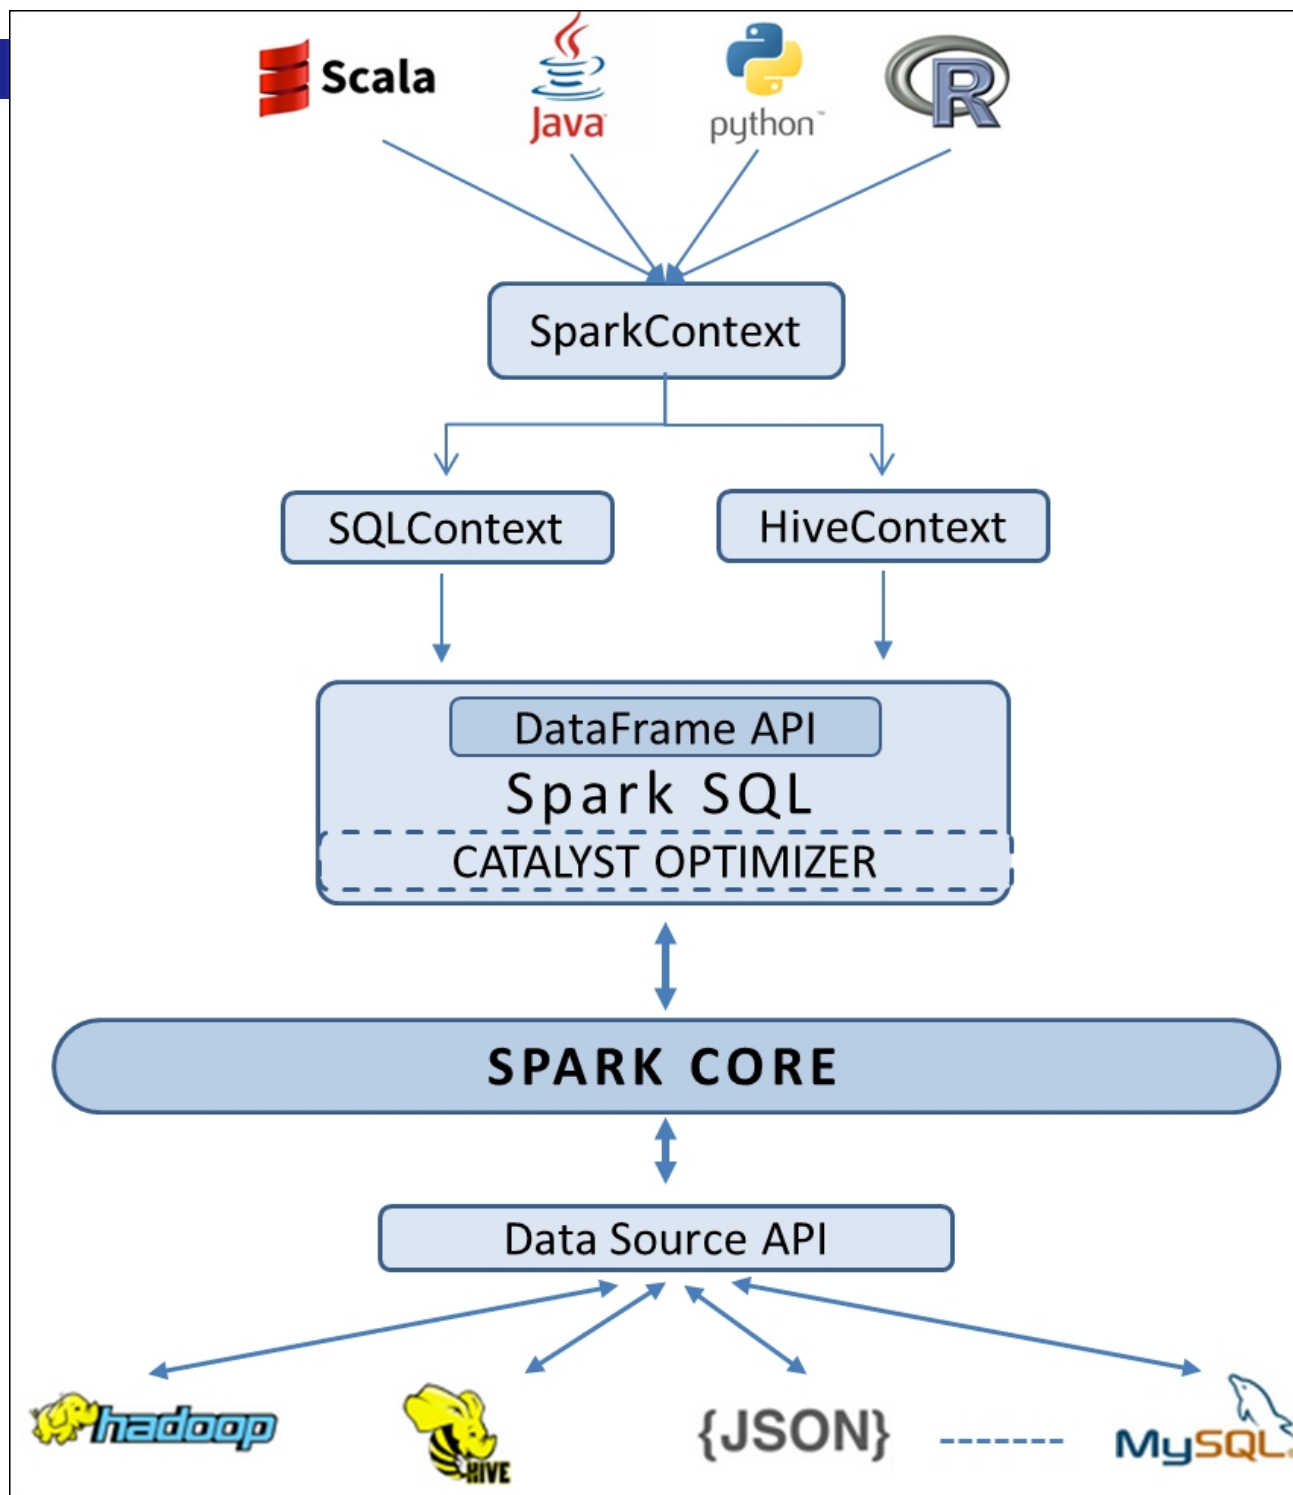 Scala
Java
python™
R
SparkContext
SQLContext
HiveContext
DataFrame API
Spark SQL
CATALYST OPTIMIZER
SPARK CORE
Data Source API
hadoop
HIVE
{JSON}
MySQL®